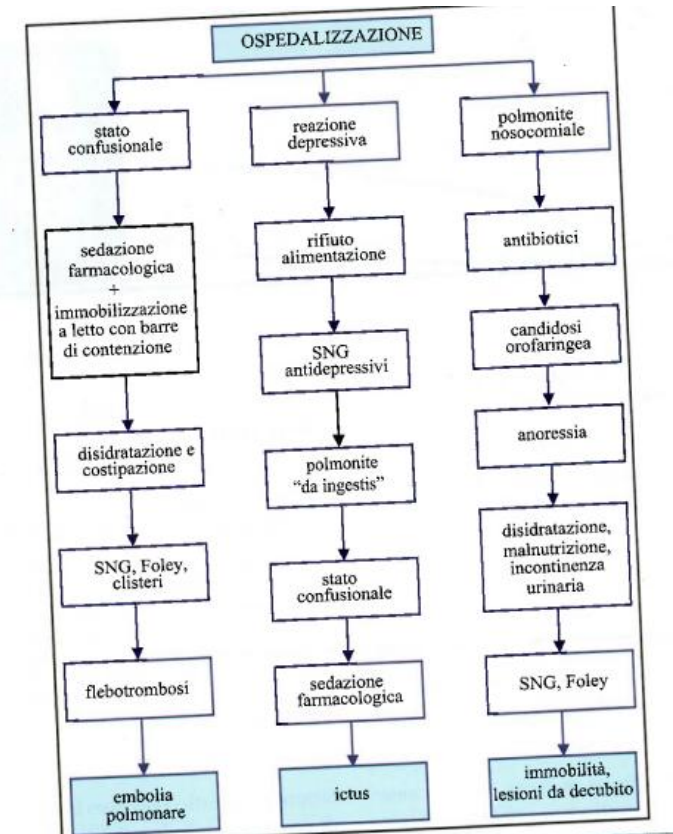 OSPEDALIZZAZIONE
stato
confusionale
sedazione
farmacologica
+
immobilizzazione
a letto con barre
di contenzione
disidratazione e
costipazione
SNG, Foley,
clisteri
flebotrombosi
embolia
polmonare
reazione
depressiva
rifiuto
alimentazione
SNG
antidepressivi
polmonite
“da ingestis”
stato
confusionale
sedazione
farmacologica
ictus
polmonite
nosocomiale
antibiotici
candidosi
orofaringea
anoressia
disidratazione,
malnutrizione,
incontinenza
urinaria
SNG, Foley
immobilità,
lesioni da decubito